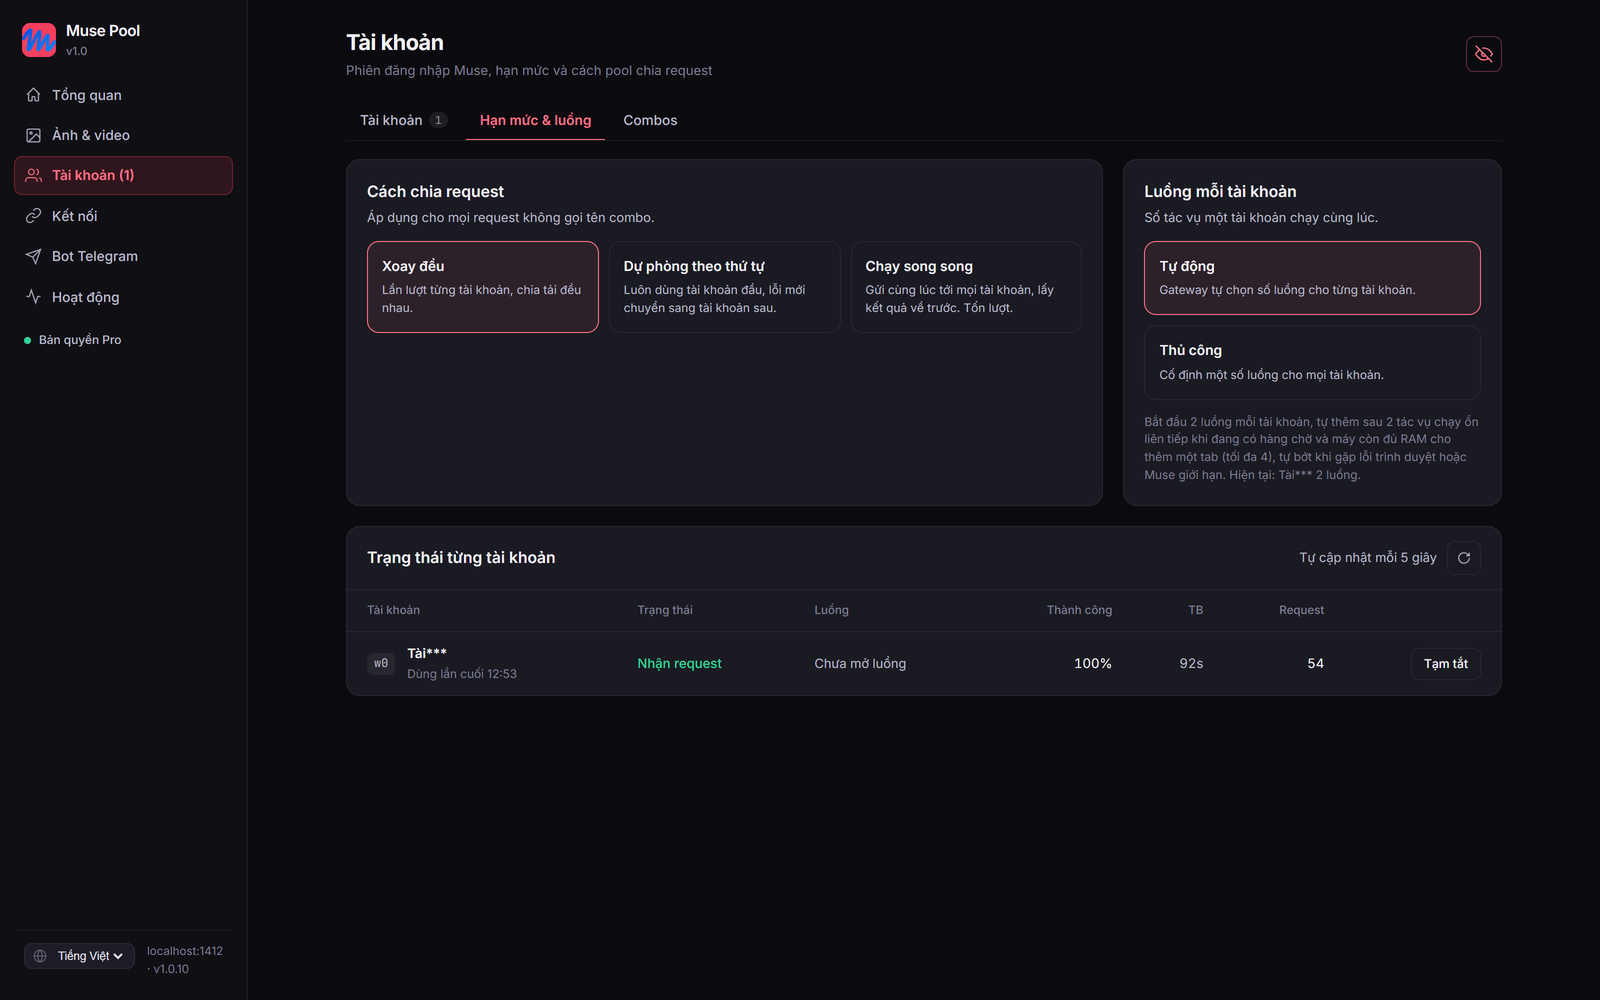 Muse Pool
v1.0
Tổng quan
Ảnh & video
Tài khoản (1)
Kết nối
Bot Telegram
Hoạt động
Bản quyền Pro
Tiếng Việt
localhost:1412
· v1.0.10
Tài khoản
Phiên đăng nhập Muse, hạn mức và cách pool chia request
Tài khoản 1
Hạn mức & luồng
Combos
Cách chia request
Áp dụng cho mọi request không gọi tên combo.
Xoay đều
Lần lượt từng tài khoản, chia tải đều
nhau.
Dự phòng theo thứ tự
Luôn dùng tài khoản đầu, lỗi mới
chuyển sang tài khoản sau.
Chạy song song
Gửi cùng lúc tới mọi tài khoản, lấy
kết quả về trước. Tốn lượt.
Luồng mỗi tài khoản
Số tác vụ một tài khoản chạy cùng lúc.
Tự động
Gateway tự chọn số luồng cho từng tài khoản.
Thủ công
Cố định một số luồng cho mọi tài khoản.
Bắt đầu 2 luồng mỗi tài khoản, tự thêm sau 2 tác vụ chạy ổn
liên tiếp khi đang có hàng chờ và máy còn đủ RAM cho
thêm một tab (tối đa 4), tự bớt khi gặp lỗi trình duyệt hoặc
Muse giới hạn. Hiện tại: Tài*** 2 luồng.
Trạng thái từng tài khoản
Tự cập nhật mỗi 5 giây
Tài khoản
Trạng thái
Luồng
Thành công
TB
Request
w0
Tài***
Dùng lần cuối 12:53
Nhận request
Chưa mở luồng
100%
92s
54
Tạm tắt